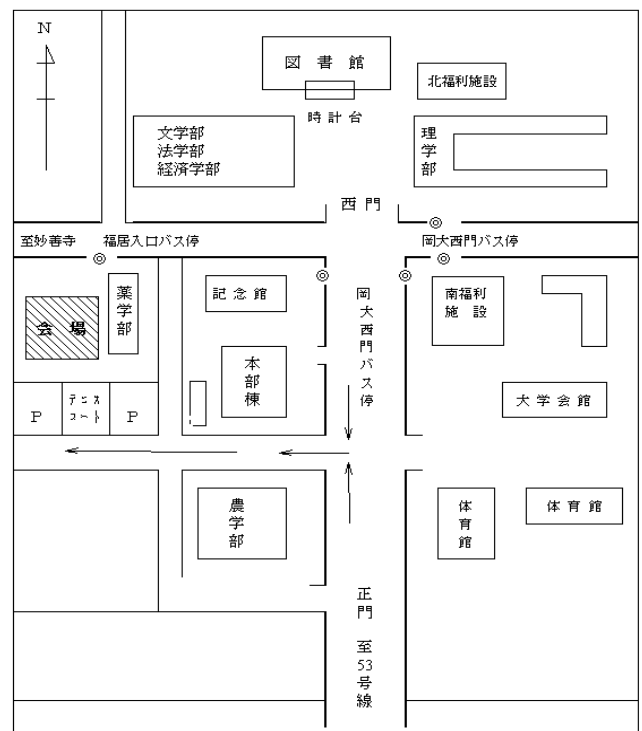 N
図書館
北福利施設
時計台
文学部
法学部
経済学部
理学部
西門
至妙善寺
福居入口バス停
岡大西門バス停
会場
薬学部
記念館
岡大西門バス停
南福利
施設
本部棟
P
テニス
コート
P
大学会館
農学部
体育館
体育館
正門
至53号線